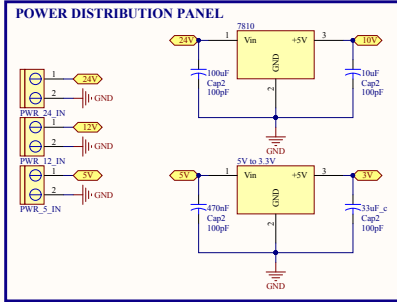 POWER DISTRIBUTION PANEL
7810
24V
1
Vin
+5V
3
10V
GND
2
100uF
Cap2
100pF
10uF
Cap2
100pF
GND
1
24V
2
GND
PWR_24_IN
1
12V
2
GND
PWR_12_IN
1
5V
2
GND
PWR_5_IN
5V to 3.3V
5V
1
Vin
+5V
3
3V
GND
2
470nF
Cap2
100pF
33uF_c
Cap2
100pF
GND